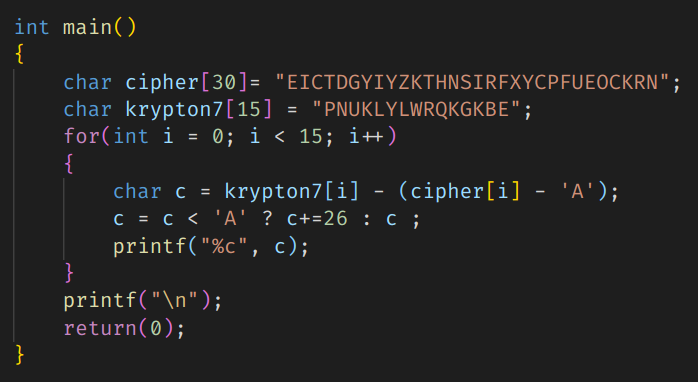 int main()
{
    char cipher[30]= "EICTDGYIYZKTHNSIRFXYCPFUEOCKRN";
    char krypton7[15] = "PNUKLYLWRQKGKBE";
    for(int i = 0; i < 15; i++)
    {
        char c = krypton7[i] - (cipher[i] - 'A');
        c = c < 'A' ? c+=26 : c ;
        printf("%c", c);
    }
    printf("\n");
    return(0);
}